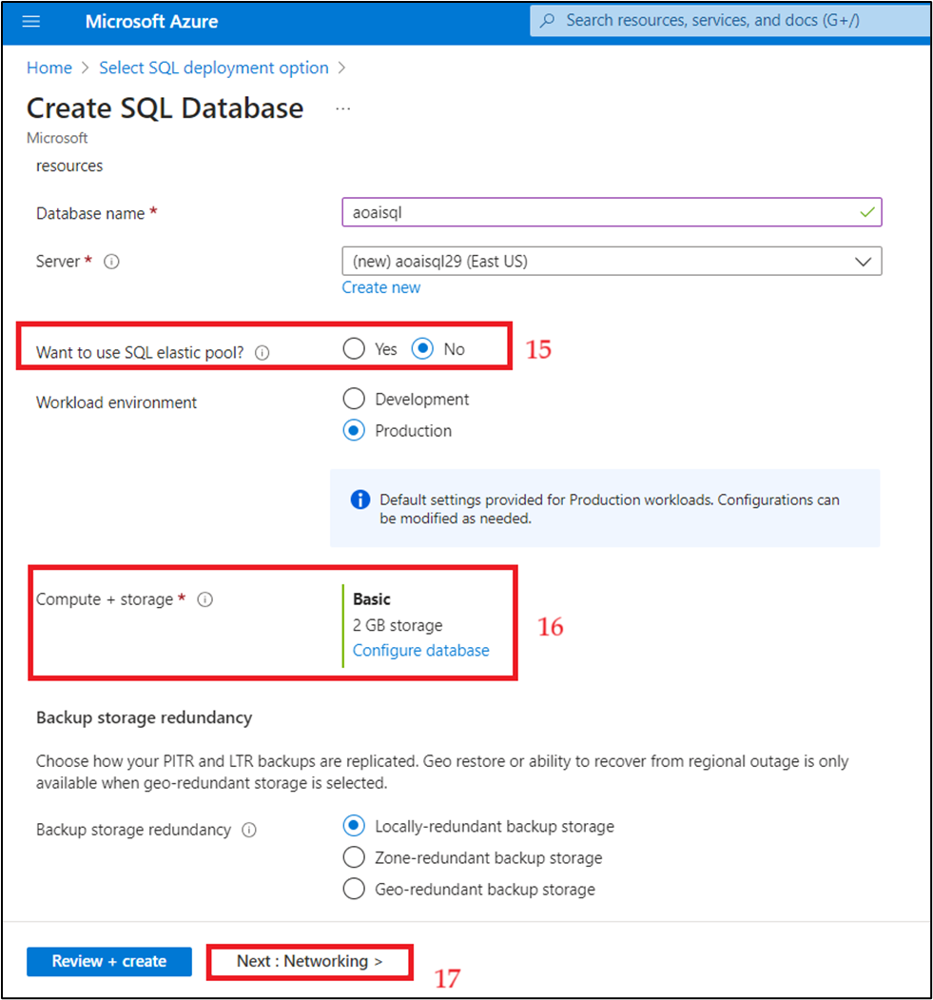 Microsoft Azure
Search resources, services, and docs (G+/)
Home > Select SQL deployment option >
Create SQL Database ...
Microsoft
resources
Database name *
aoaisql
Server *
(new) aoaisql29 (East US)
Create new
Want to use SQL elastic pool?
Yes
No
15
Workload environment
Development
Production
Default settings provided for Production workloads. Configurations can
be modified as needed.
Compute + storage *
Basic
2 GB storage
Configure database
16
Backup storage redundancy
Choose how your PITR and LTR backups are replicated. Geo restore or ability to recover from regional outage is only
available when geo-redundant storage is selected.
Backup storage redundancy
Locally-redundant backup storage
Zone-redundant backup storage
Geo-redundant backup storage
Review + create
Next : Networking >
17